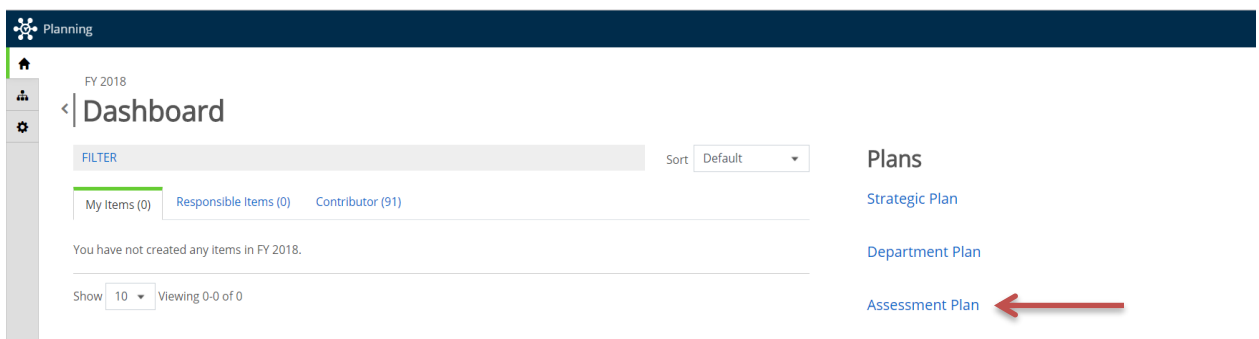 Planning
FY 2018
Dashboard
FILTER
Sort Default
My Items (0) Responsible Items (0) Contributor (91)
You have not created any items in FY 2018.
Show 10 Viewing 0-0 of 0
Plans
Strategic Plan
Department Plan
Assessment Plan